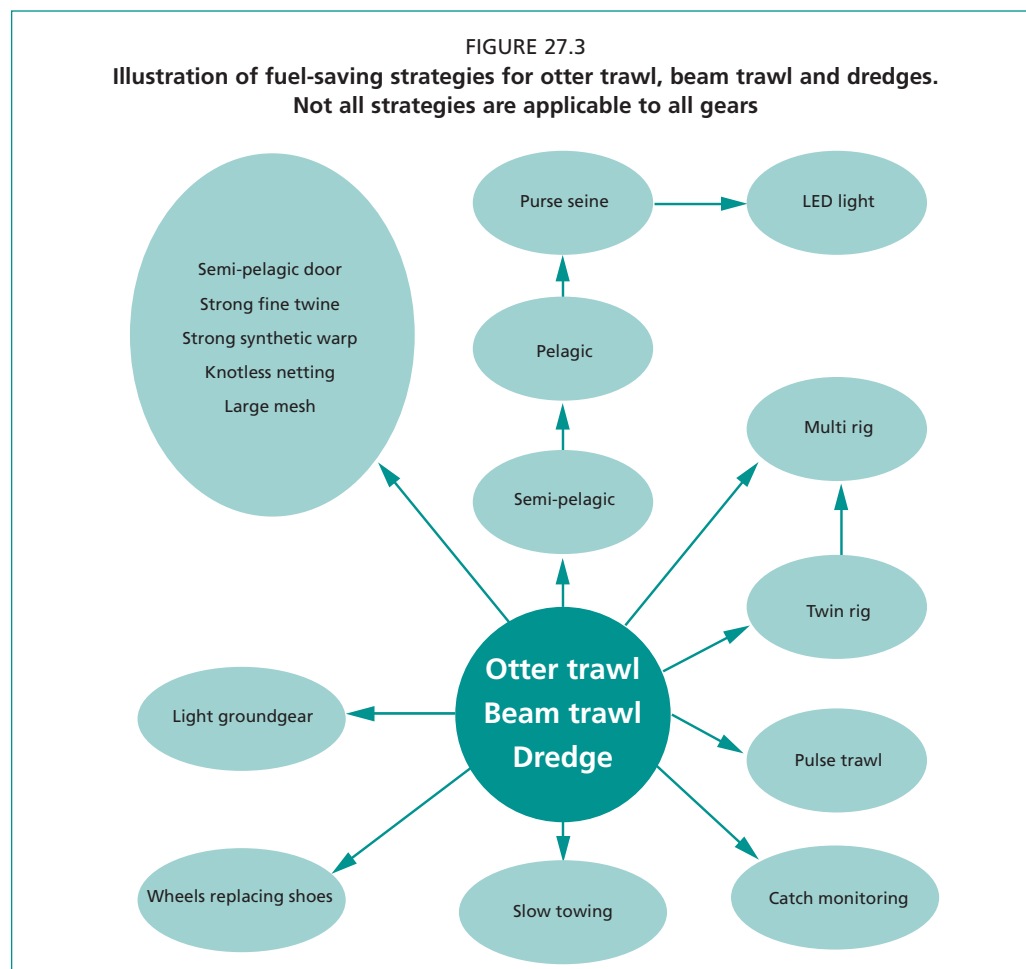 FIGURE 27.3
Illustration of fuel-saving strategies for otter trawl, beam trawl and dredges.
Not all strategies are applicable to all gears
Semi-pelagic door
Strong fine twine
Strong synthetic warp
Knotless netting
Large mesh
Purse seine
LED light
Pelagic
Multi rig
Semi-pelagic
Twin rig
Otter trawl
Beam trawl
Dredge
Light groundgear
Pulse trawl
Wheels replacing shoes
Slow towing
Catch monitoring